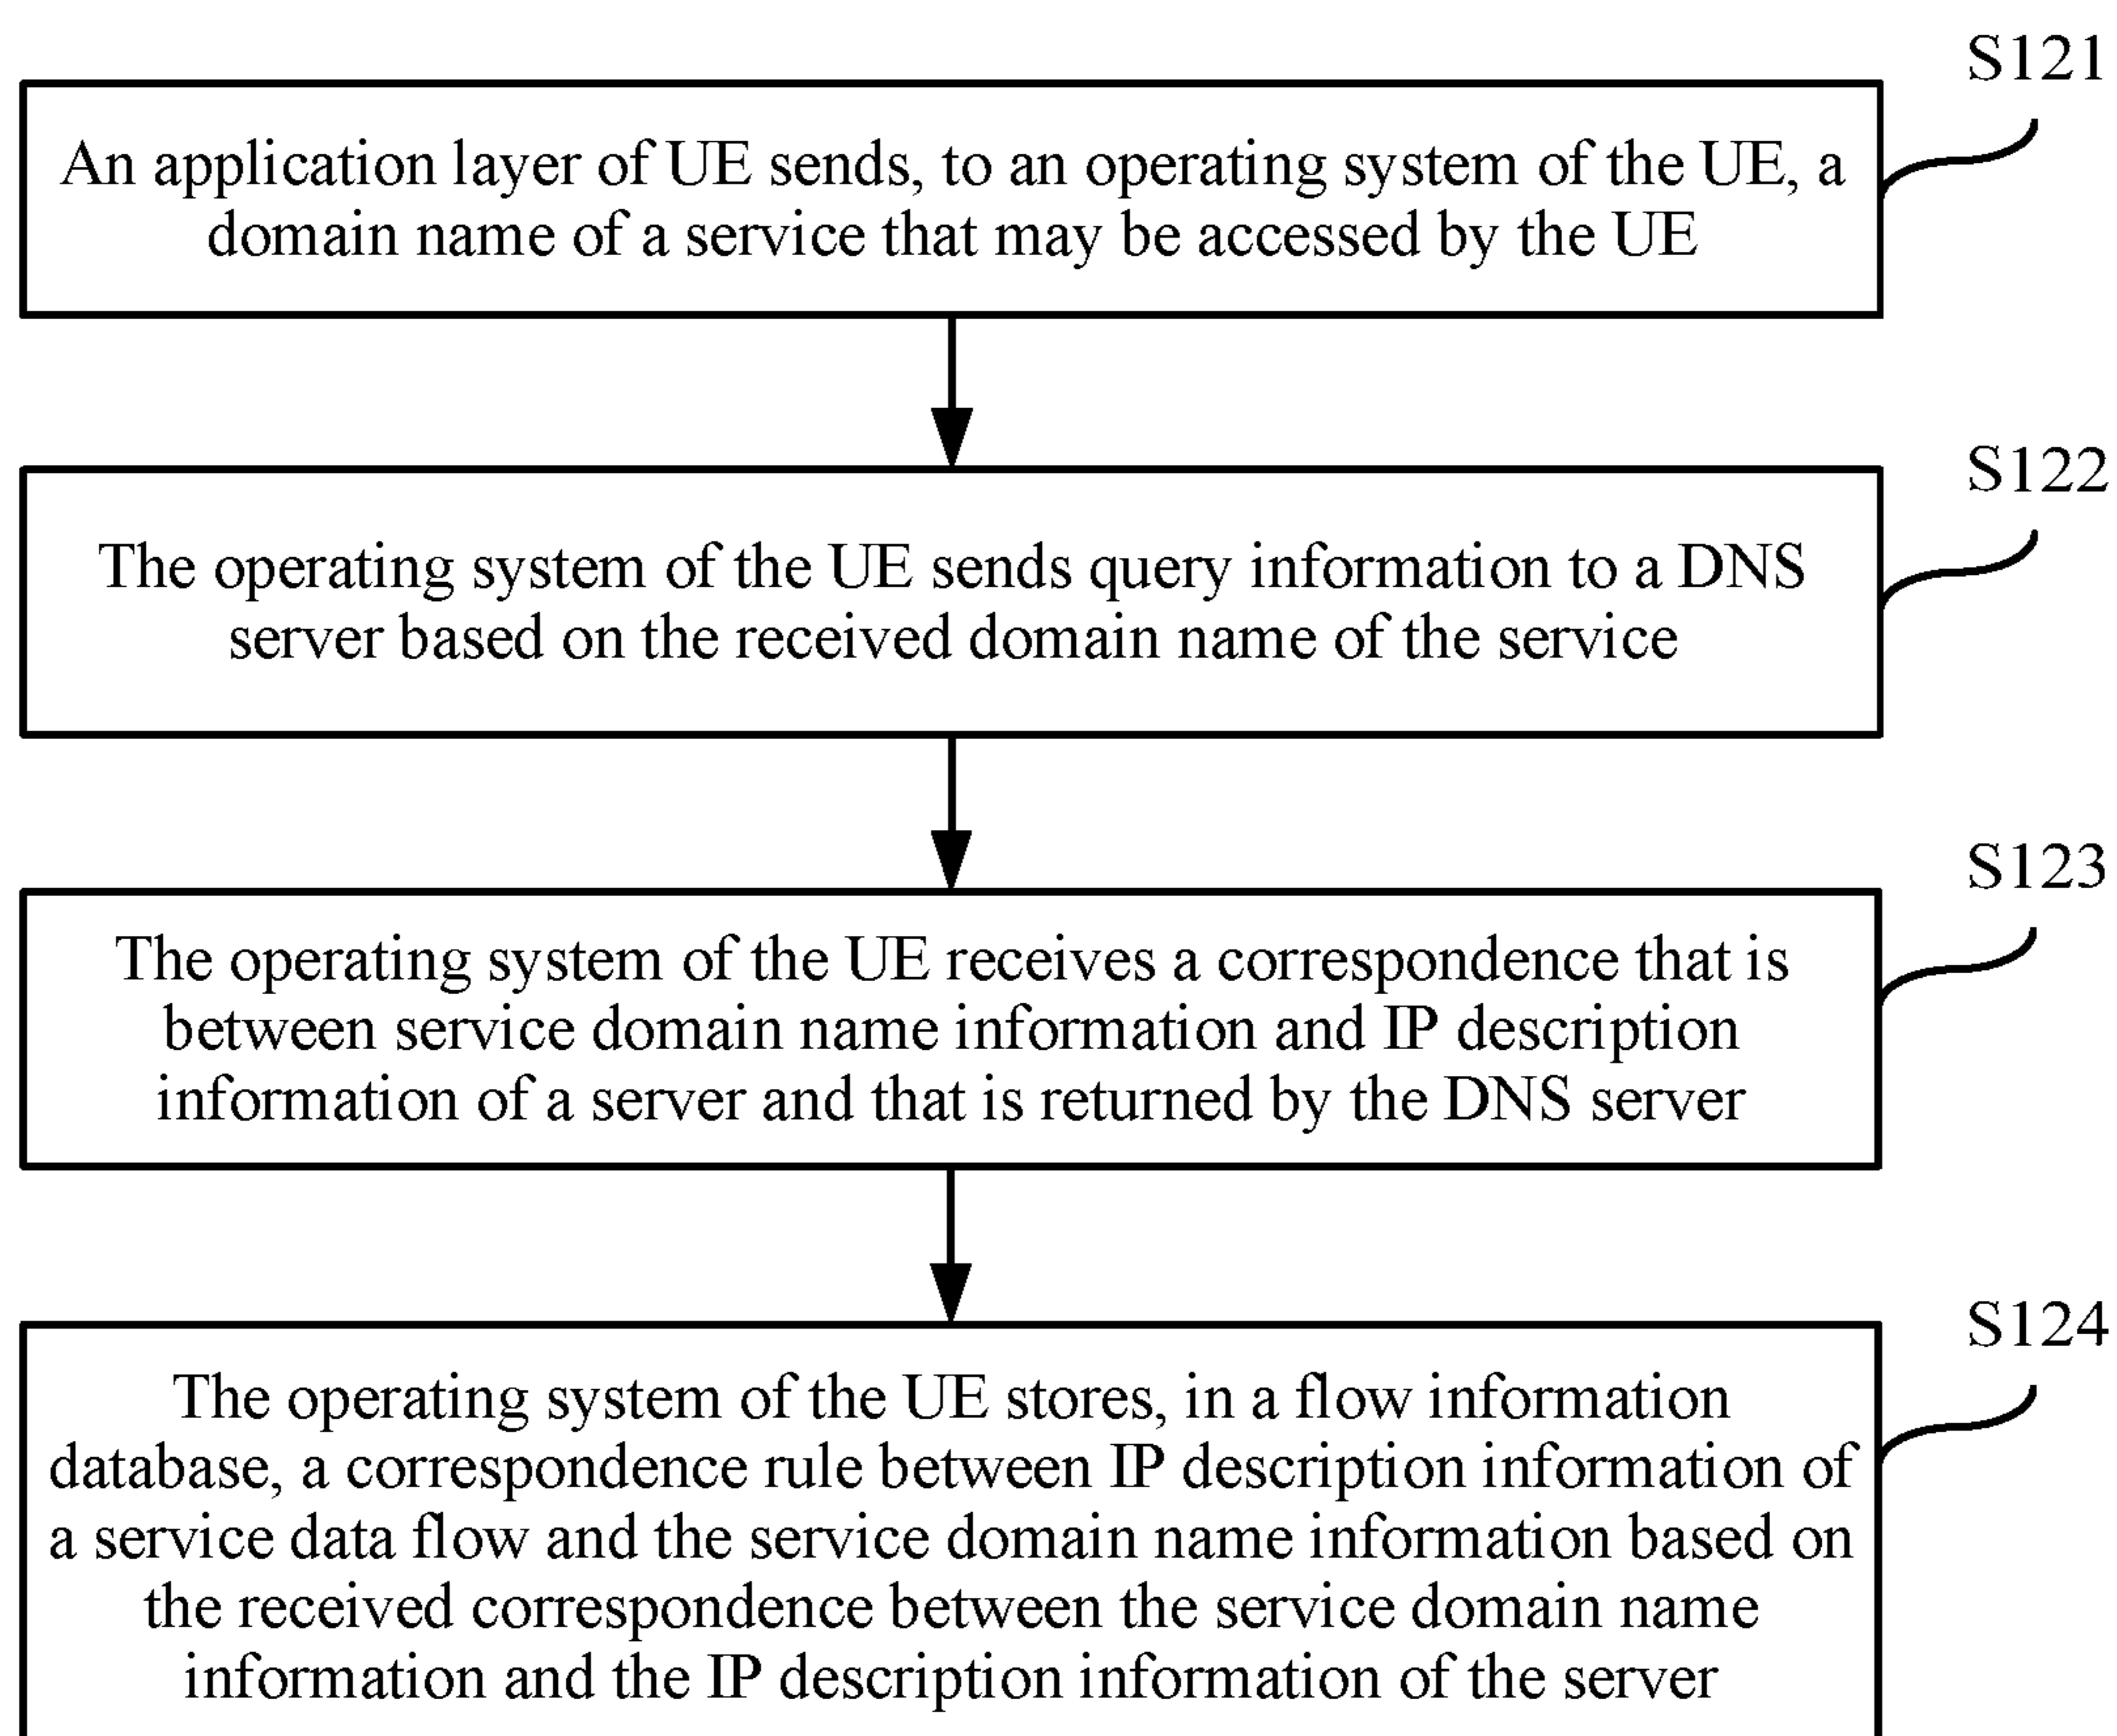 S121
An application layer of UE sends, to an operating system of the UE, a
domain name of a service that may be accessed by the UE
S122
The operating system of the UE sends query information to a DNS
server based on the received domain name of the service
S123
The operating system of the UE receives a correspondence that is
between service domain name information and IP description
information of a server and that is returned by the DNS server
S124
The operating system of the UE stores, in a flow information
database, a correspondence rule between IP description information of
a service data flow and the service domain name information based on
the received correspondence between the service domain name
information and the IP description information of the server